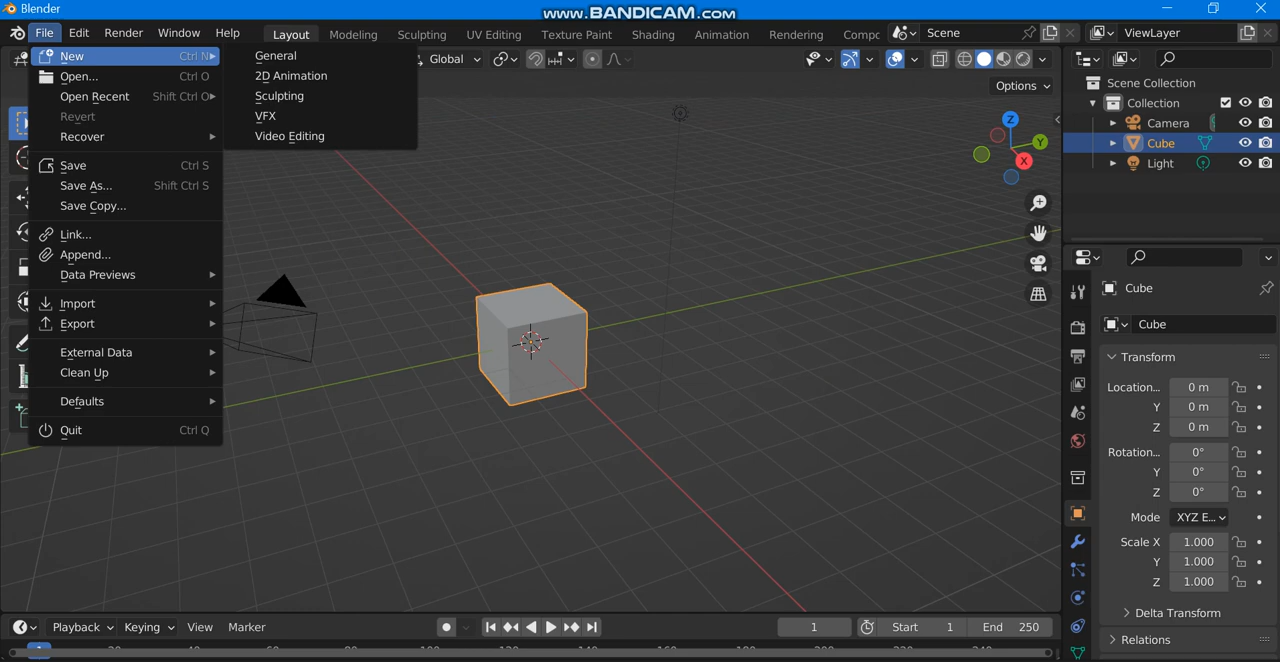 Blender
www.BANDICAM.com
File Edit Render Window Help Layout Modeling Sculpting UV Editing Texture Paint Shading Animation Rendering Compc Scene ViewLayer
New Ctrl N
Open... Ctrl O
Open Recent Shift Ctrl O
Revert
Recover
Save Ctrl S
Save As... Shift Ctrl S
Save Copy...
Link...
Append...
Data Previews
Import
Export
External Data
Clean Up
Defaults
Quit Ctrl Q
General
2D Animation
Sculpting
VFX
Video Editing
Global
Options
Z
Y
X
Scene Collection
Collection
Camera
Cube
Light
Cube
Cube
Transform
Location... 0 m
Y 0 m
Z 0 m
Rotation... 0°
Y 0°
Z 0°
Mode XYZ E...
Scale X 1.000
Y 1.000
Z 1.000
Delta Transform
Relations
Playback Keying View Marker 1 Start 1 End 250
1